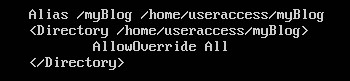 Alias /myBlog /home/useraccess/myBlog
<Directory /home/useraccess/myBlog>
AllowOverride All
</Directory>